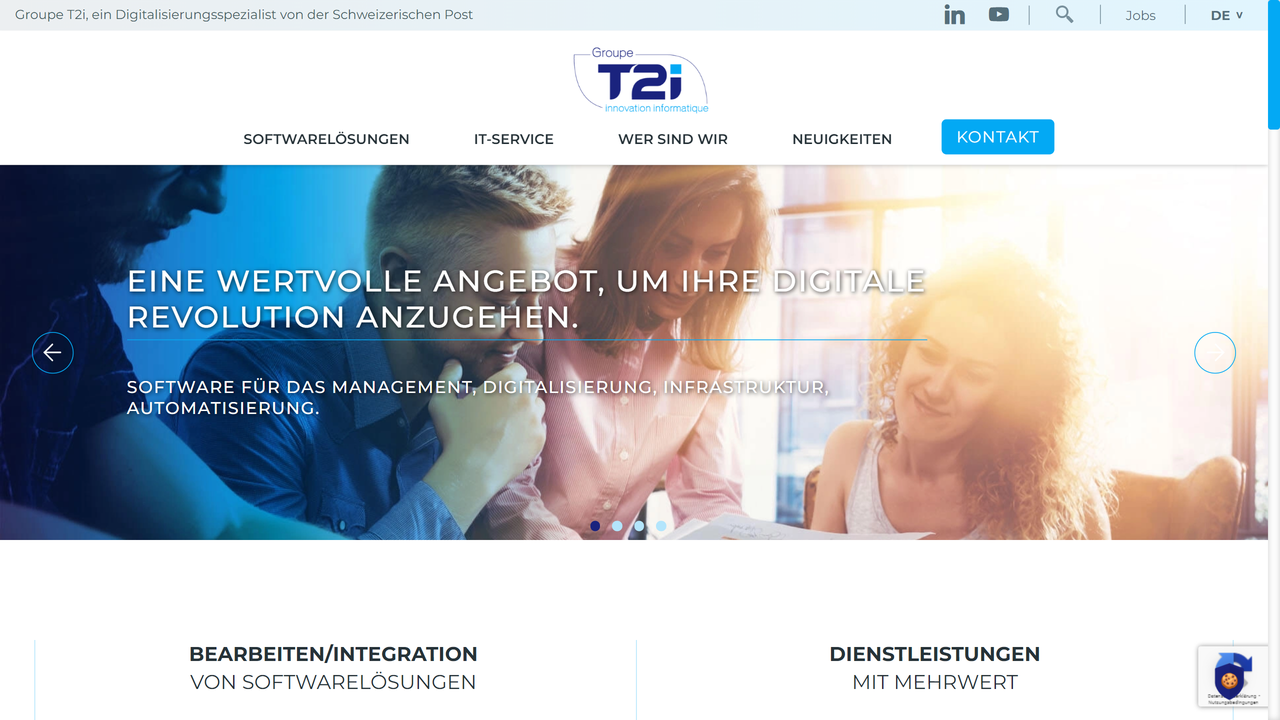 Groupe T2i, ein Digitalisierungsspezialist von der Schweizerischen Post
Jobs
DE v
Groupe
T2i
innovation informatique
SOFTWARELÖSUNGEN
IT-SERVICE
WER SIND WIR
NEUIGKEITEN
KONTAKT
EINE WERTVOLLE ANGEBOT, UM IHRE DIGITALE
REVOLUTION ANZUGEHEN.
SOFTWARE FÜR DAS MANAGEMENT, DIGITALISIERUNG, INFRASTRUKTUR,
AUTOMATISIERUNG.
BEARBEITEN/INTEGRATION
VON SOFTWARELÖSUNGEN
DIENSTLEISTUNGEN
MIT MEHRWERT
Nutzungsbedingungen